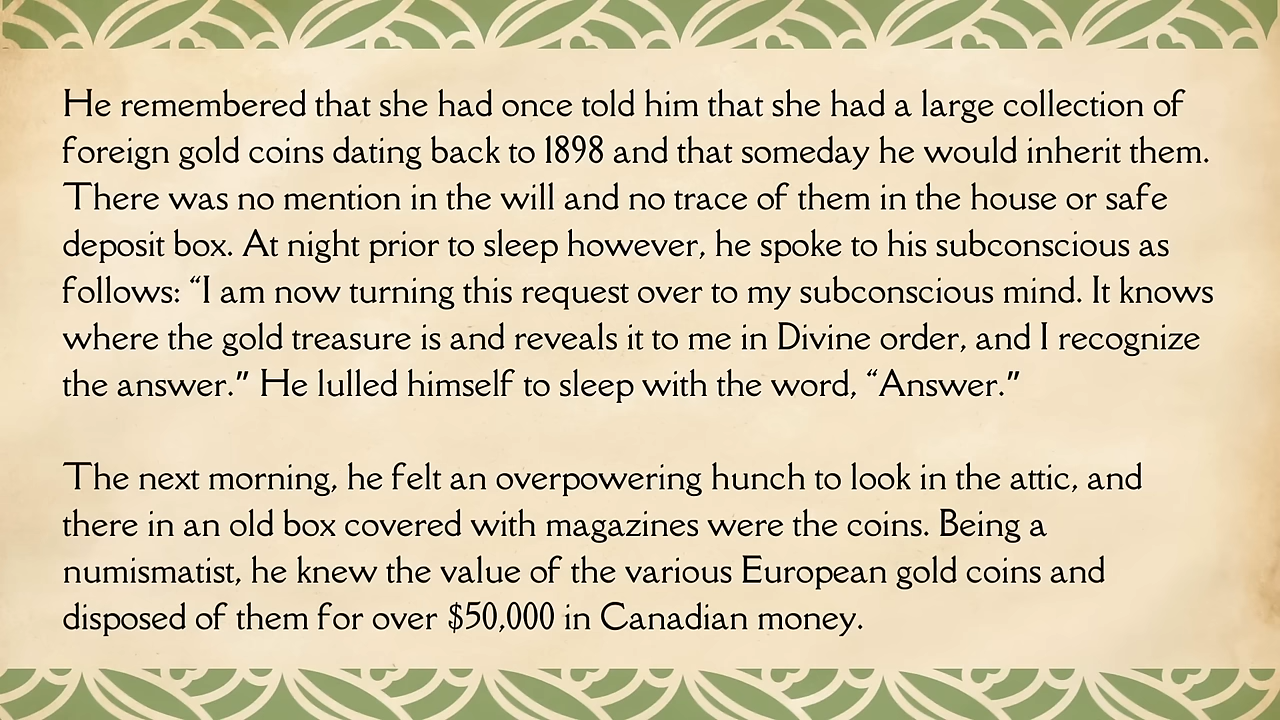 He remembered that she had once told him that she had a large collection of
foreign gold coins dating back to 1898 and that someday he would inherit them.
There was no mention in the will and no trace of them in the house or safe
deposit box. At night prior to sleep however, he spoke to his subconscious as
follows: “I am now turning this request over to my subconscious mind. It knows
where the gold treasure is and reveals it to me in Divine order, and I recognize
the answer." He lulled himself to sleep with the word, “Answer."
The next morning, he felt an overpowering hunch to look in the attic, and
there in an old box covered with magazines were the coins. Being a
numismatist, he knew the value of the various European gold coins and
disposed of them for over $50,000 in Canadian money.